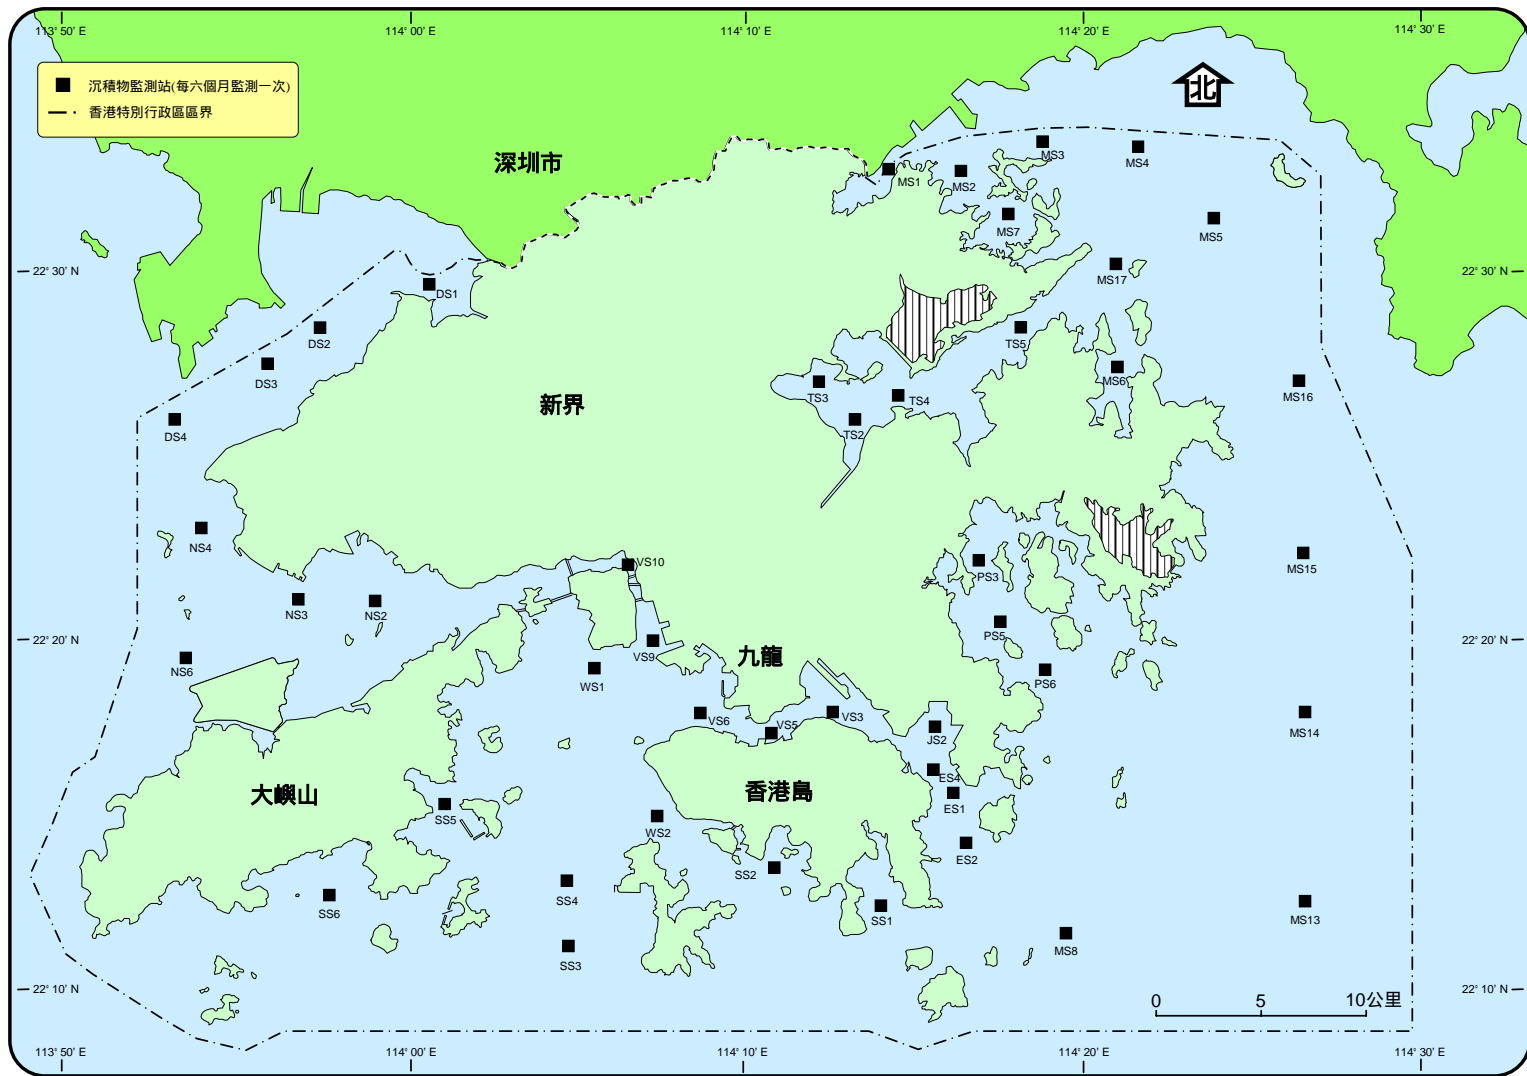 113° 50' E
114° 00' E
114° 10' E
114° 20' E
114° 30' E
沉積物監測站(每六個月監測一次)
香港特別行政區區界
北
深圳市
MS3
MS4
MS1
MS2
MS7
MS5
22° 30' N
22° 30' N
MS17
DS1
DS2
TS5
DS3
MS6
MS16
TS3
TS4
新界
TS2
DS4
NS4
VS10
PS3
MS15
NS3
NS2
22° 20' N
22° 20' N
PS5
VS9
九龍
NS6
WS1
PS6
VS6
VS5
VS3
JS2
MS14
ES4
大嶼山
香港島
ES1
SS5
WS2
ES2
SS2
SS4
SS6
SS1
MS13
MS8
SS3
22° 10' N
22° 10' N
0 5 10公里
113° 50' E
114° 00' E
114° 10' E
114° 20' E
114° 30' E